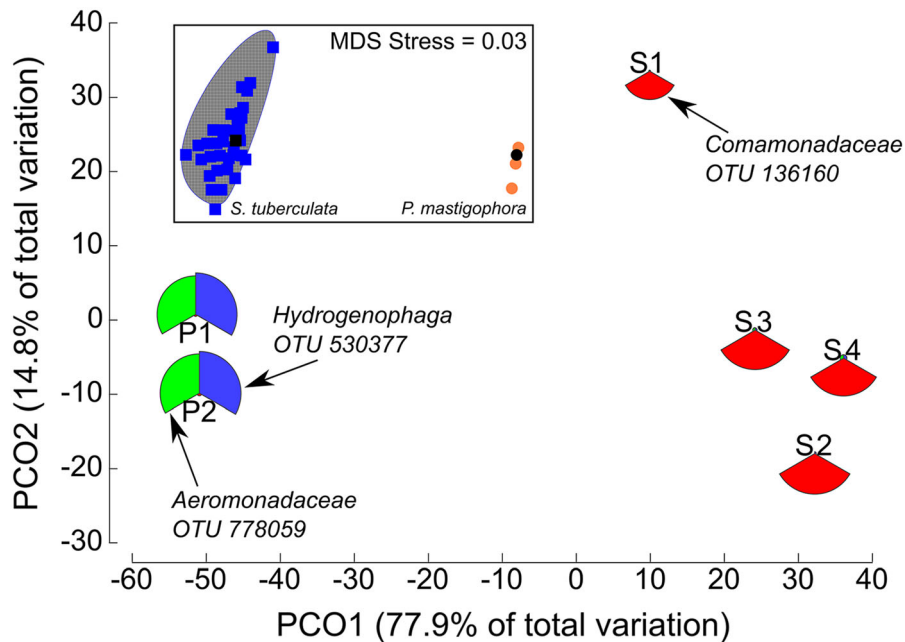 MDS Stress = 0.03
S. tuberculata
P. mastigophora
S1
Comamonadaceae
OTU 136160
P1
P2
Hydrogenophaga
OTU 530377
Aeromonadaceae
OTU 778059
S3
S4
S2
PCO2 (14.8% of total variation)
40
30
20
10
0
-10
-20
-30
-60 -50 -40 -30 -20 -10 0 10 20 30 40
PCO1 (77.9% of total variation)